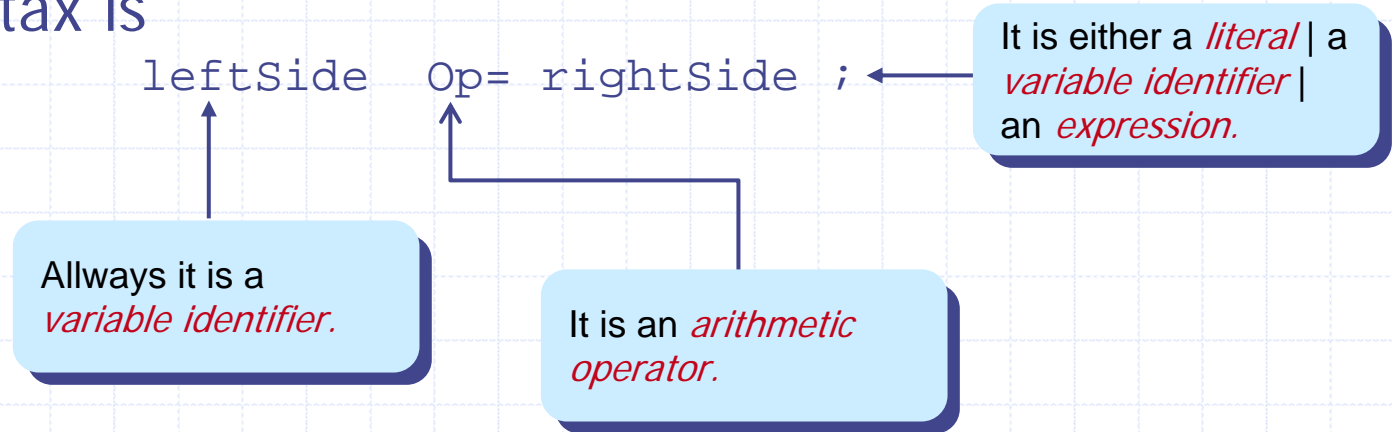 tax is
leftSide Op= rightSide ;
It is either a literal | a
variable identifier |
an expression.
Allways it is a
variable identifier.
It is an arithmetic
operator.